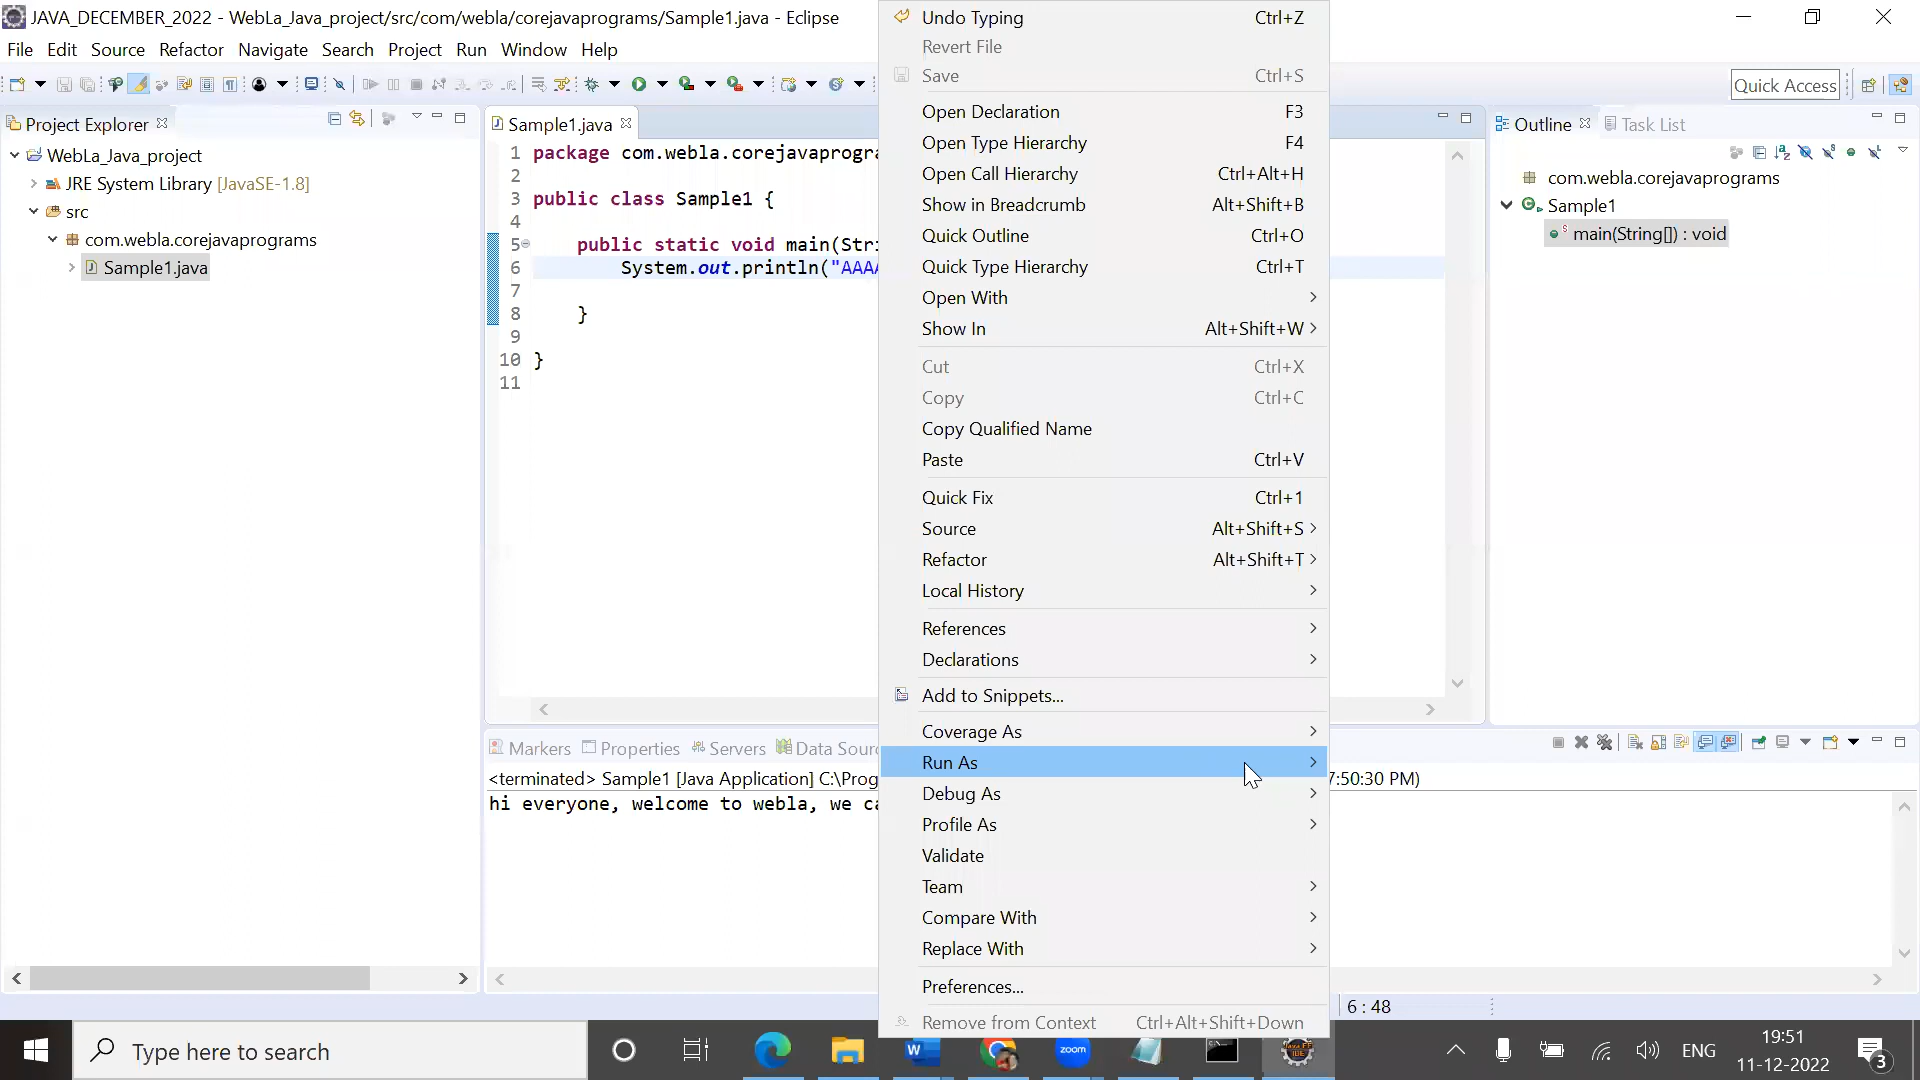 JAVA_DECEMBER_2022 - WebLa_Java_project/src/com/webla/corejavaprograms/Sample1.java - Eclipse
File Edit Source Refactor Navigate Search Project Run Window Help
Quick Access
Project Explorer
WebLa_Java_project
JRE System Library [JavaSE-1.8]
src
com.webla.corejavaprograms
Sample1.java
Sample1.java
1 package com.webla.corejavaprogra
2
3 public class Sample1 {
4
5 public static void main(Stri
6 System.out.println("AAAA
7
8 }
9
10 }
11
Undo Typing Ctrl+Z
Revert File
Save Ctrl+S
Open Declaration F3
Open Type Hierarchy F4
Open Call Hierarchy Ctrl+Alt+H
Show in Breadcrumb Alt+Shift+B
Quick Outline Ctrl+O
Quick Type Hierarchy Ctrl+T
Open With
Show In Alt+Shift+W
Cut Ctrl+X
Copy Ctrl+C
Copy Qualified Name
Paste Ctrl+V
Quick Fix Ctrl+1
Source Alt+Shift+S
Refactor Alt+Shift+T
Local History
References
Declarations
Add to Snippets...
Coverage As
Run As
Debug As
Profile As
Validate
Team
Compare With
Replace With
Preferences...
Remove from Context Ctrl+Alt+Shift+Down
Outline Task List
com.webla.corejavaprograms
Sample1
main(String[]) : void
Markers Properties Servers Data Sour
<terminated> Sample1 [Java Application] C:\Prog
7:50:30 PM)
hi everyone, welcome to webla, we ca
6 : 48
Type here to search
zoom
ENG
19:51
11-12-2022
3